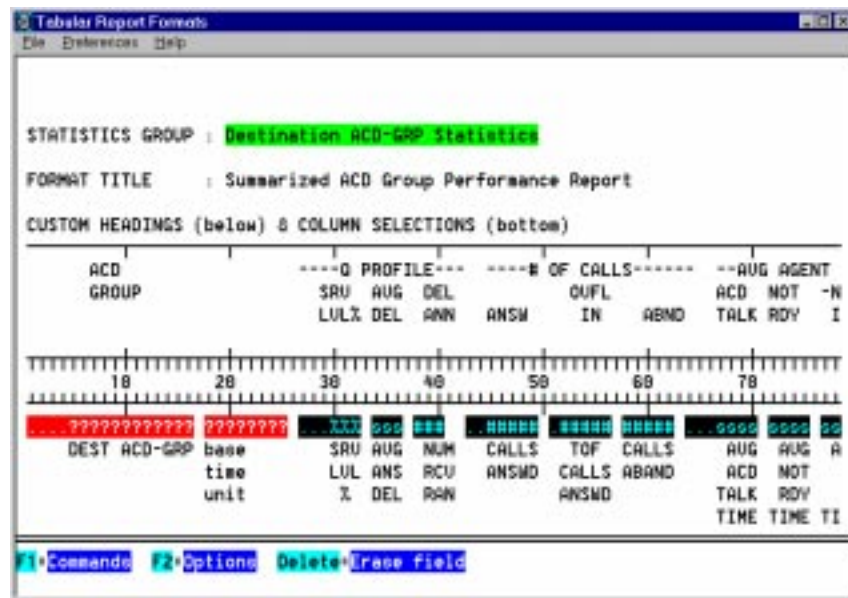 Tabular Report Formats
File Preferences Help
STATISTICS GROUP : Destination ACD-GRP Statistics
FORMAT TITLE : Summarized ACD Group Performance Report
CUSTOM HEADINGS (below) & COLUMN SELECTIONS (bottom)
ACD ----Q PROFILE--- ----# OF CALLS------ --AVG AGENT
GROUP SRV AVG DEL OVFL ACD NOT -N
LVL% DEL ANN ANSW IN ABND TALK RDY I
10 20 30 40 50 60 70
....???????????? ???????? ...%%% sss ### ..##### .##### ##### ...ssss ssss ss
DEST ACD-GRP base SRV AVG NUM CALLS TOF CALLS AVG AVG A
time LVL ANS RCV ANSWD CALLS ABAND ACD NOT
unit % DEL RAN ANSWD TALK RDY
TIME TIME TI
F1=Commands F2=Options Delete=Erase field